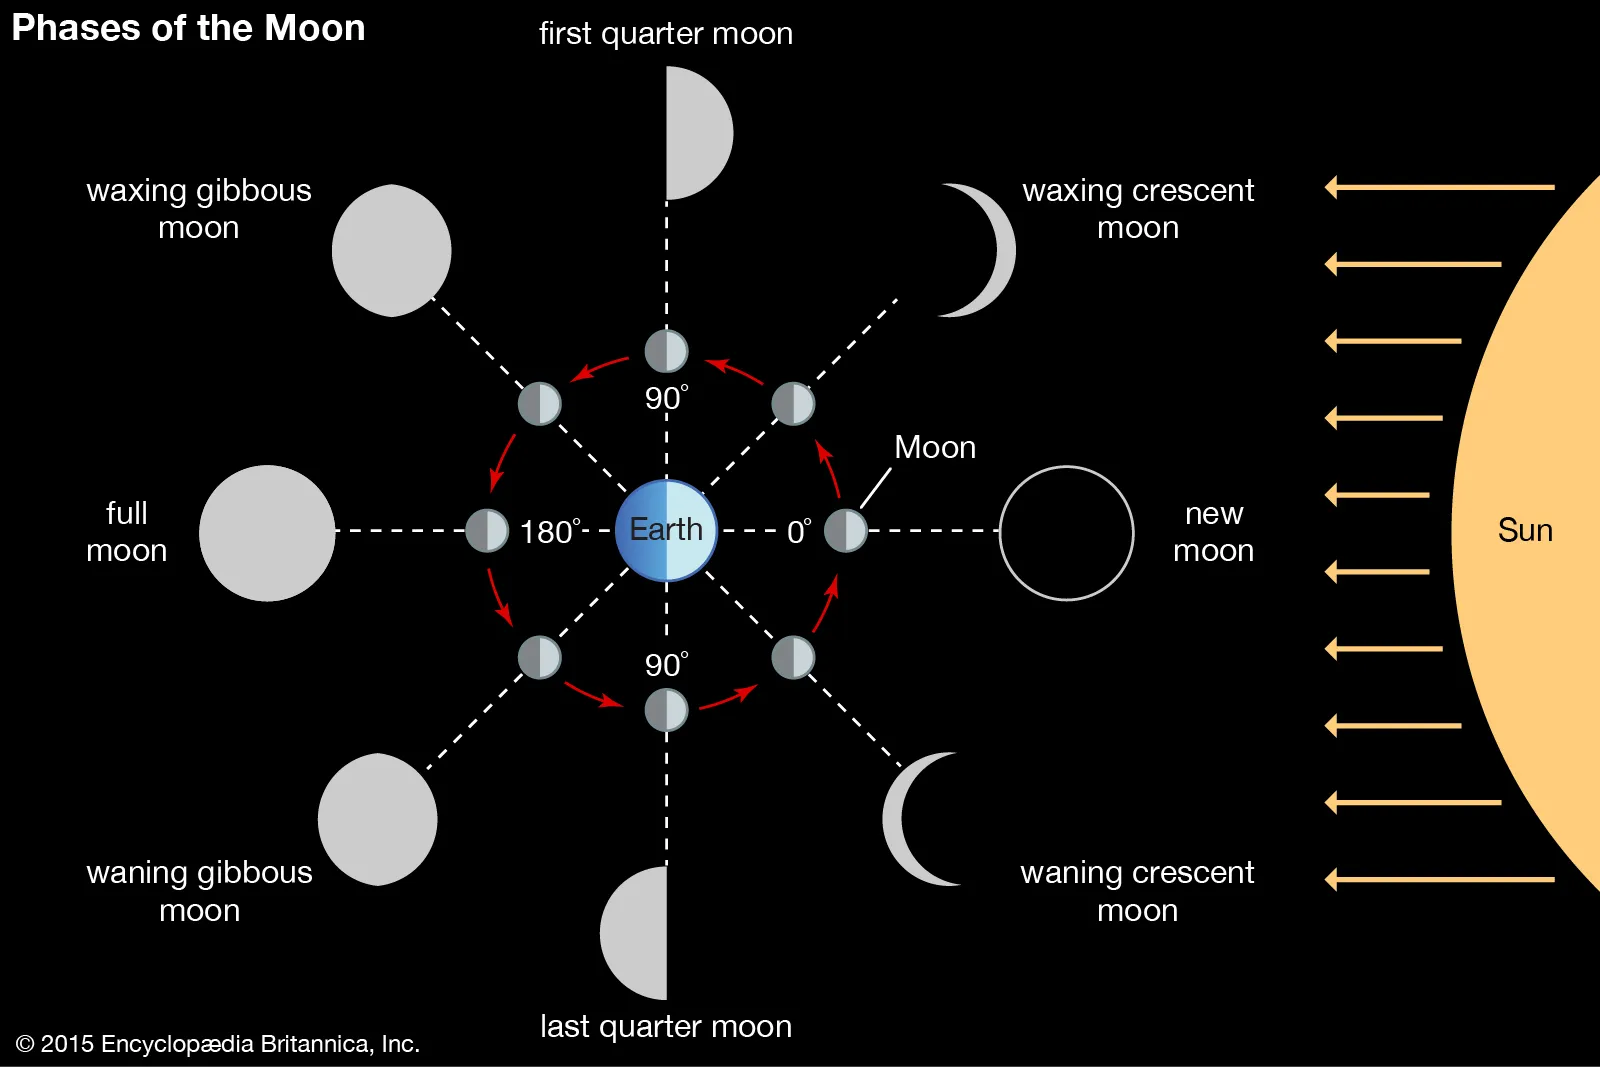 Phases of the Moon
first quarter moon
waxing gibbous
moon
waxing crescent
moon
90°
Moon
full
moon
180°
Earth
0°
new
moon
Sun
90°
waning gibbous
moon
waning crescent
moon
last quarter moon
© 2015 Encyclopædia Britannica, Inc.